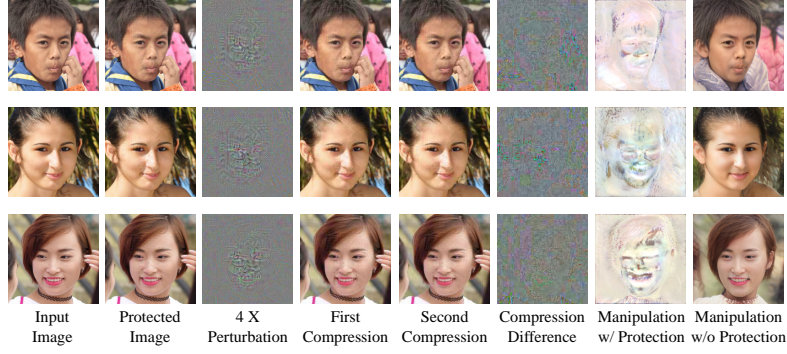 Input Protected 4 X First Second Compression Manipulation Manipulation
Image Image Perturbation Compression Compression Difference w/ Protection w/o Protection